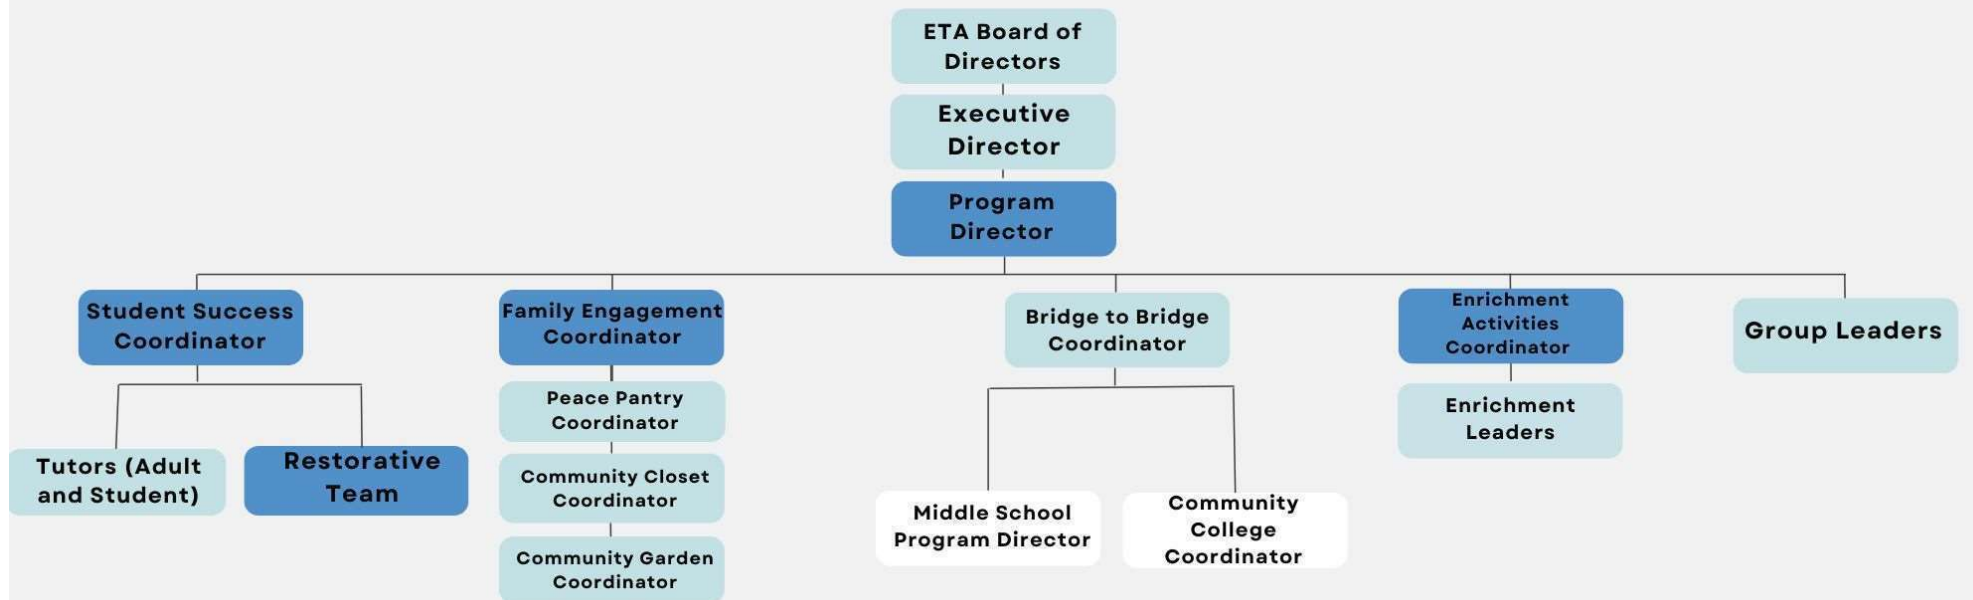 ETA Board of
Directors
Executive
Director
Program
Director
Student Success
Coordinator
Family Engagement
Coordinator
Bridge to Bridge
Coordinator
Enrichment
Activities
Coordinator
Group Leaders
Tutors (Adult
and Student)
Restorative
Team
Peace Pantry
Coordinator
Community Closet
Coordinator
Community Garden
Coordinator
Middle School
Program Director
Community
College
Coordinator
Enrichment
Leaders